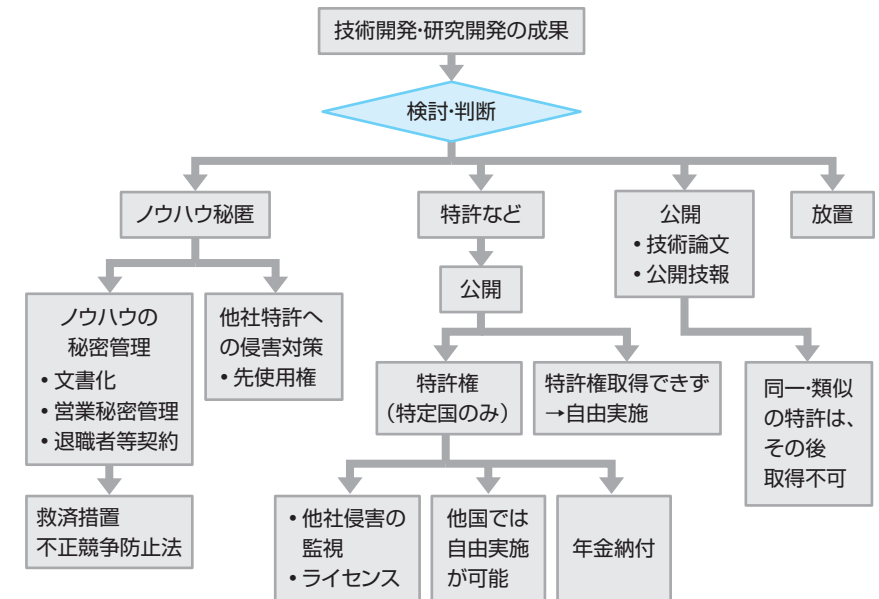 技術開発・研究開発の成果
検討・判断
ノウハウ秘匿
特許など
公開
• 技術論文
• 公開技報
放置
公開
ノウハウの
秘密管理
• 文書化
• 営業秘密管理
• 退職者等契約
他社特許へ
の侵害対策
• 先使用権
特許権
（特定国のみ）
特許権取得できず
→自由実施
同一・類似
の特許は、
その後
取得不可
救済措置
不正競争防止法
• 他社侵害の
監視
• ライセンス
他国では
自由実施
が可能
年金納付